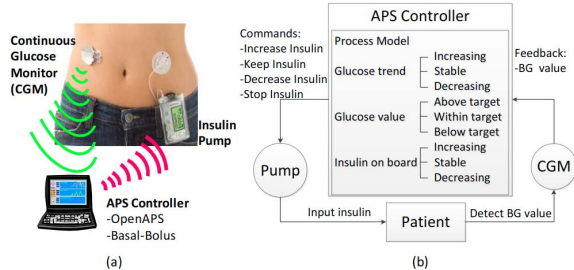 Continuous
Glucose
Monitor
(CGM)
Insulin
Pump
APS Controller
-OpenAPS
-Basal-Bolus
(a)
APS Controller
Commands:
-Increase Insulin
-Keep Insulin
-Decrease Insulin
-Stop Insulin
Process Model
Glucose trend
Increasing
Stable
Decreasing
Glucose value
Above target
Within target
Below target
Insulin on board
Increasing
Stable
Decreasing
Feedback:
-BG value
Pump
CGM
Input insulin
Patient
Detect BG value
(b)